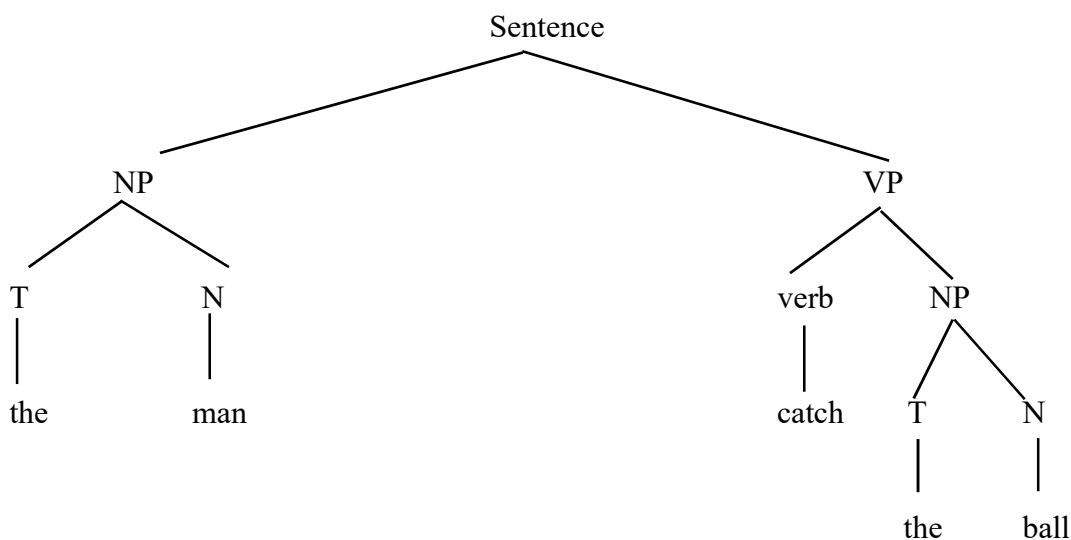 Sentence
NP VP
T N verb NP
the man catch T N
the ball